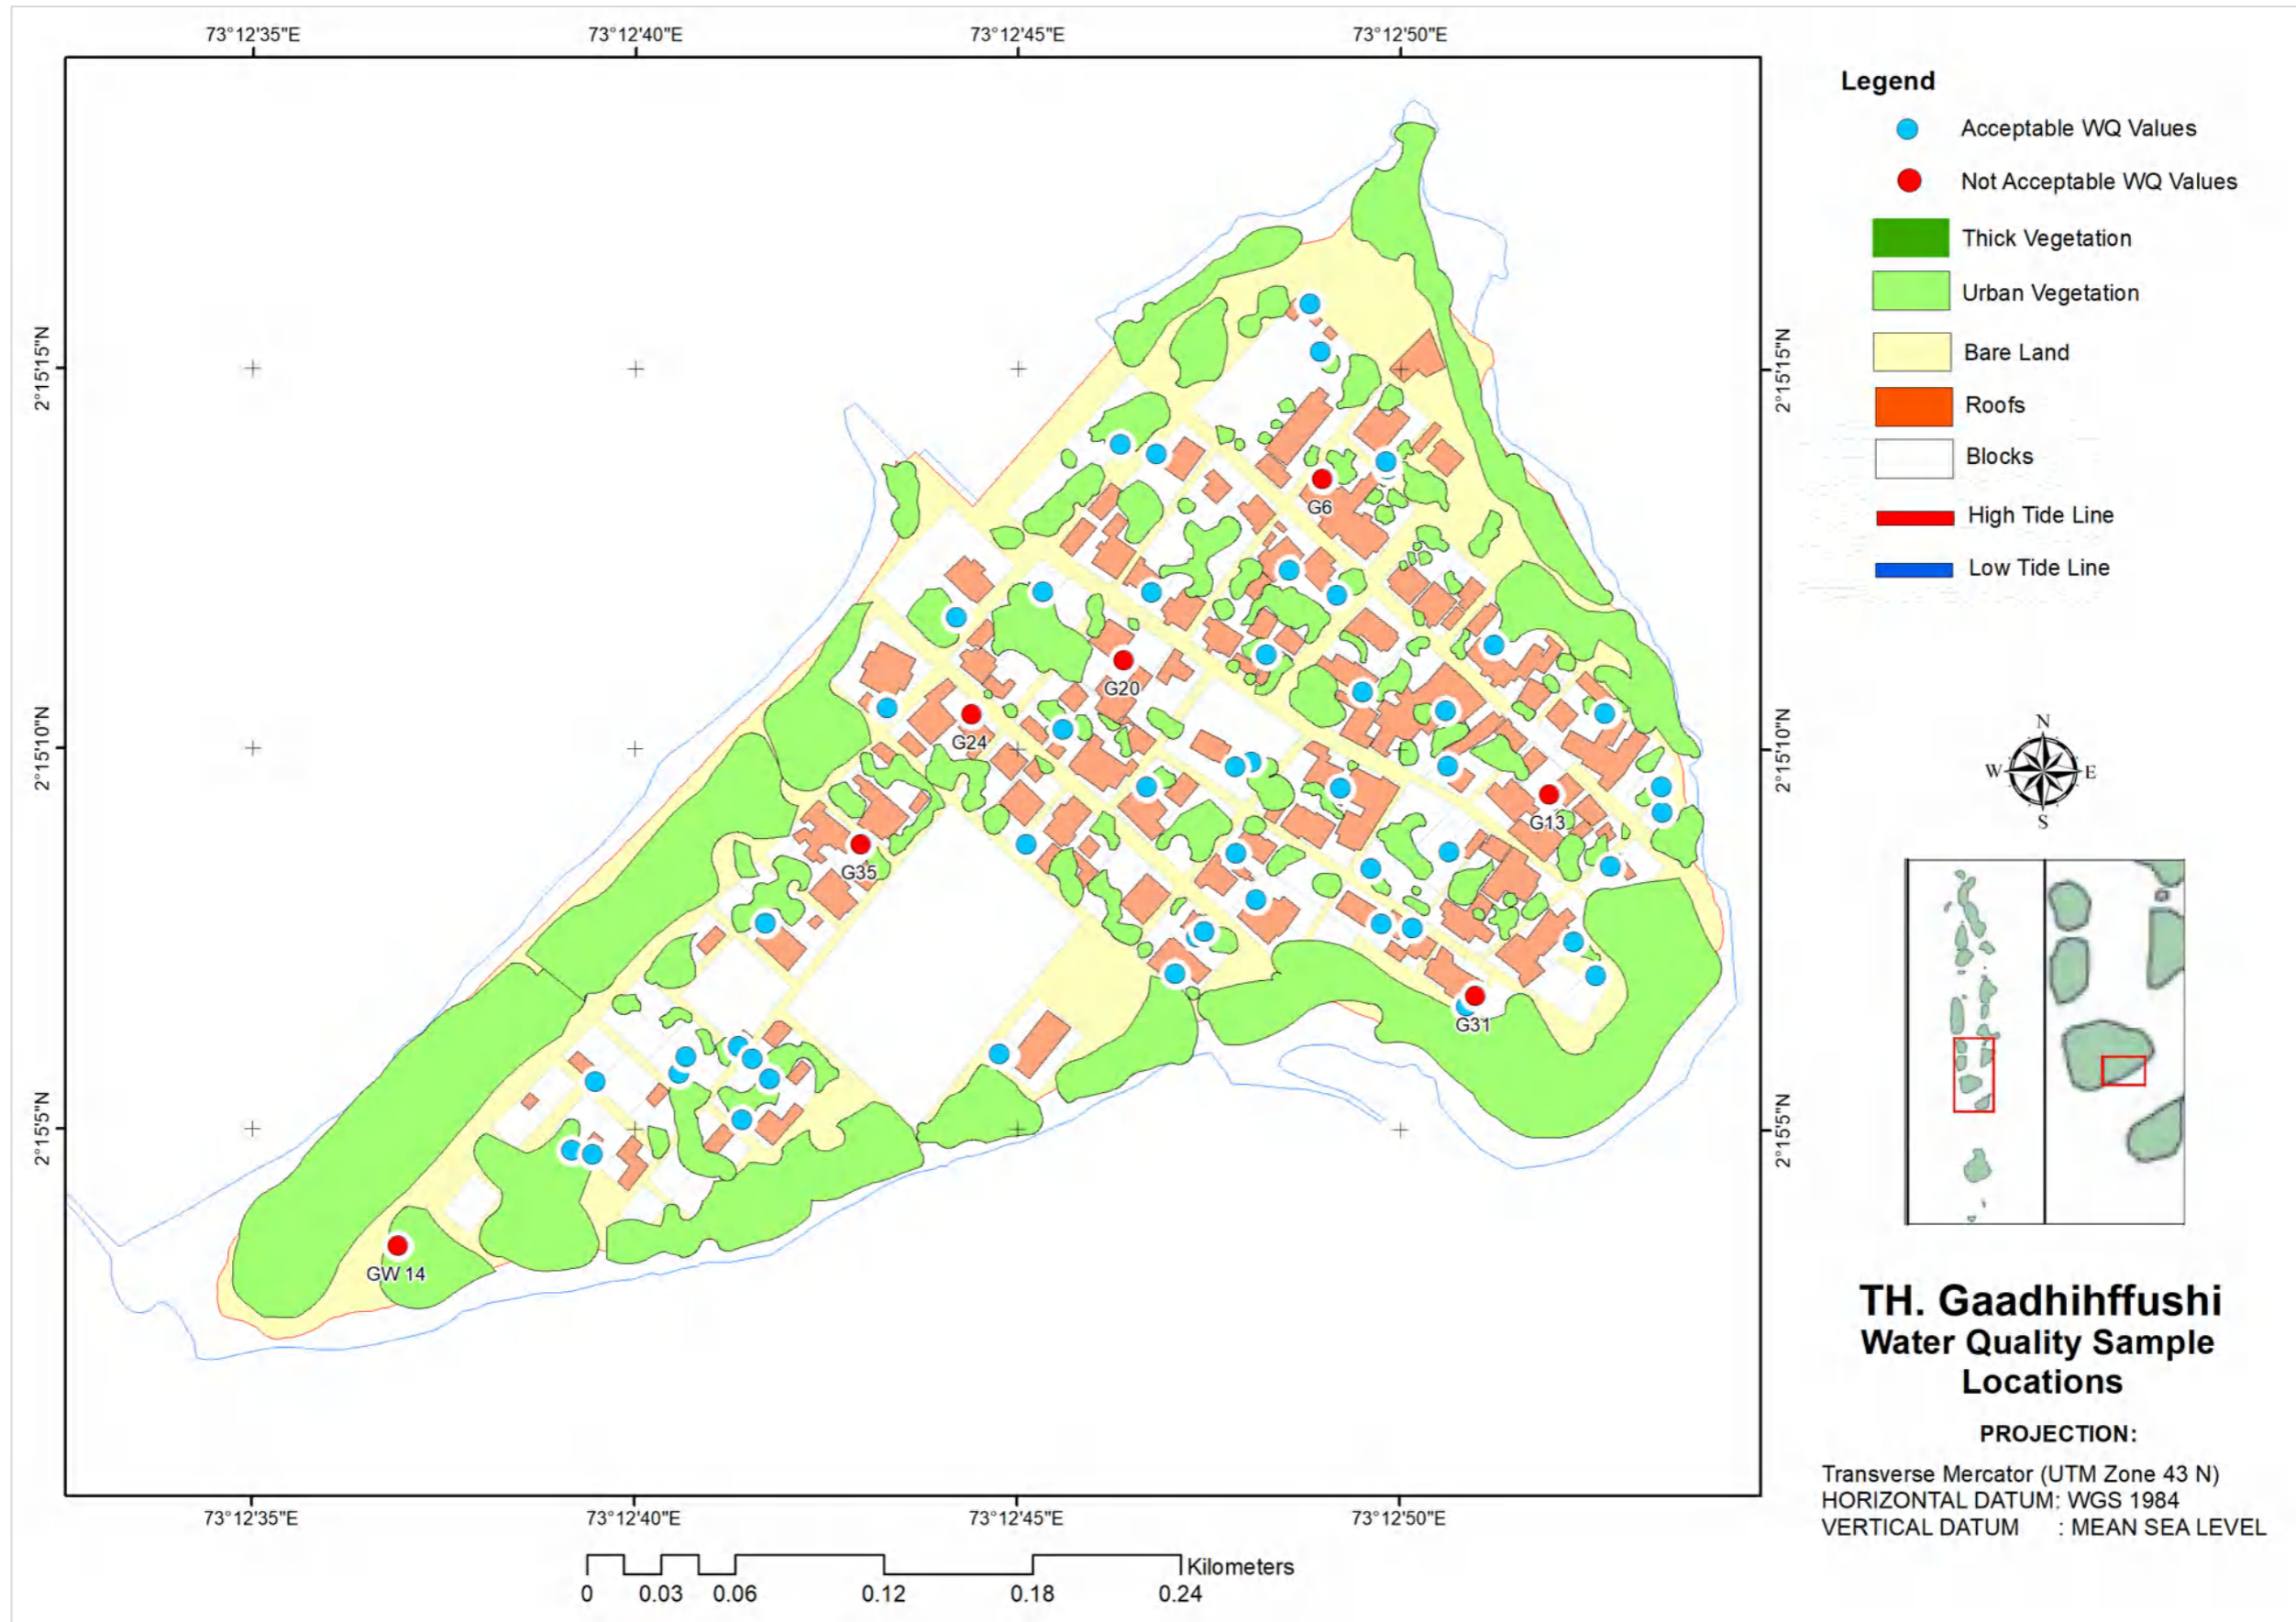 73°12'35"E
73°12'40"E
73°12'45"E
73°12'50"E
2°15'15"N
2°15'15"N
2°15'10"N
2°15'10"N
2°15'5"N
2°15'5"N
G6
G20
G24
G13
G35
G31
GW 14
73°12'35"E
73°12'40"E
73°12'45"E
73°12'50"E
Kilometers
0 0.03 0.06 0.12 0.18 0.24
Legend
Acceptable WQ Values
Not Acceptable WQ Values
Thick Vegetation
Urban Vegetation
Bare Land
Roofs
Blocks
High Tide Line
Low Tide Line
N
W E
S
TH. Gaadhihffushi
Water Quality Sample
Locations
PROJECTION:
Transverse Mercator (UTM Zone 43 N)
HORIZONTAL DATUM: WGS 1984
VERTICAL DATUM : MEAN SEA LEVEL